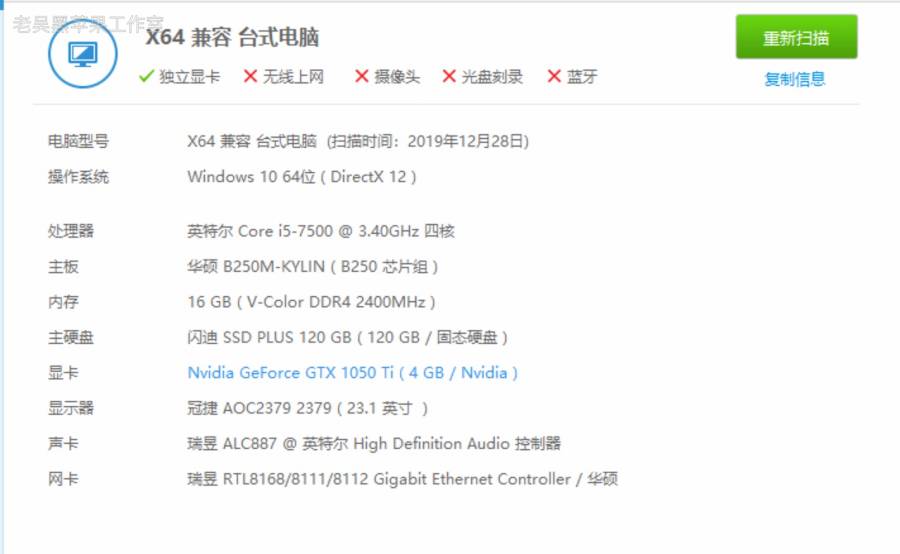 老吴黑苹果工作室
X64 兼容 台式电脑
重新扫描
独立显卡 无线上网 摄像头 光盘刻录 蓝牙
复制信息
电脑型号 X64 兼容 台式电脑 (扫描时间：2019年12月28日)
操作系统 Windows 10 64位 ( DirectX 12 )
处理器 英特尔 Core i5-7500 @ 3.40GHz 四核
主板 华硕 B250M-KYLIN ( B250 芯片组 )
内存 16 GB ( V-Color DDR4 2400MHz )
主硬盘 闪迪 SSD PLUS 120 GB ( 120 GB / 固态硬盘 )
显卡 Nvidia GeForce GTX 1050 Ti ( 4 GB / Nvidia )
显示器 冠捷 AOC2379 2379 ( 23.1 英寸 )
声卡 瑞昱 ALC887 @ 英特尔 High Definition Audio 控制器
网卡 瑞昱 RTL8168/8111/8112 Gigabit Ethernet Controller / 华硕